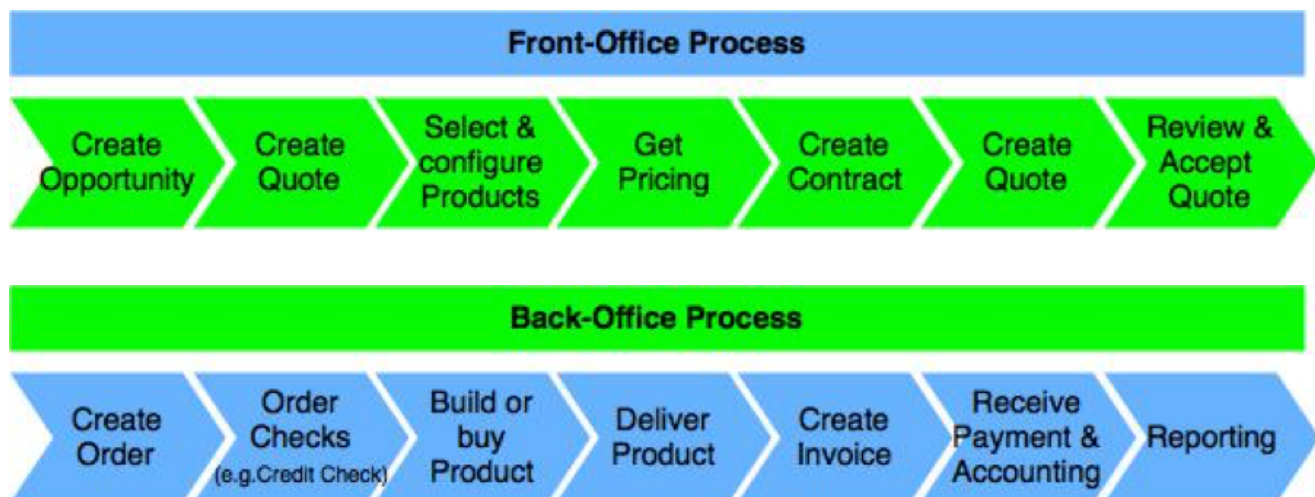 Front-Office Process
Create
Opportunity
Create
Quote
Select &
configure
Products
Get
Pricing
Create
Contract
Create
Quote
Review &
Accept
Quote
Back-Office Process
Create
Order
Order
Checks
(e.g.Credit Check)
Build or
buy
Product
Deliver
Product
Create
Invoice
Receive
Payment &
Accounting
Reporting